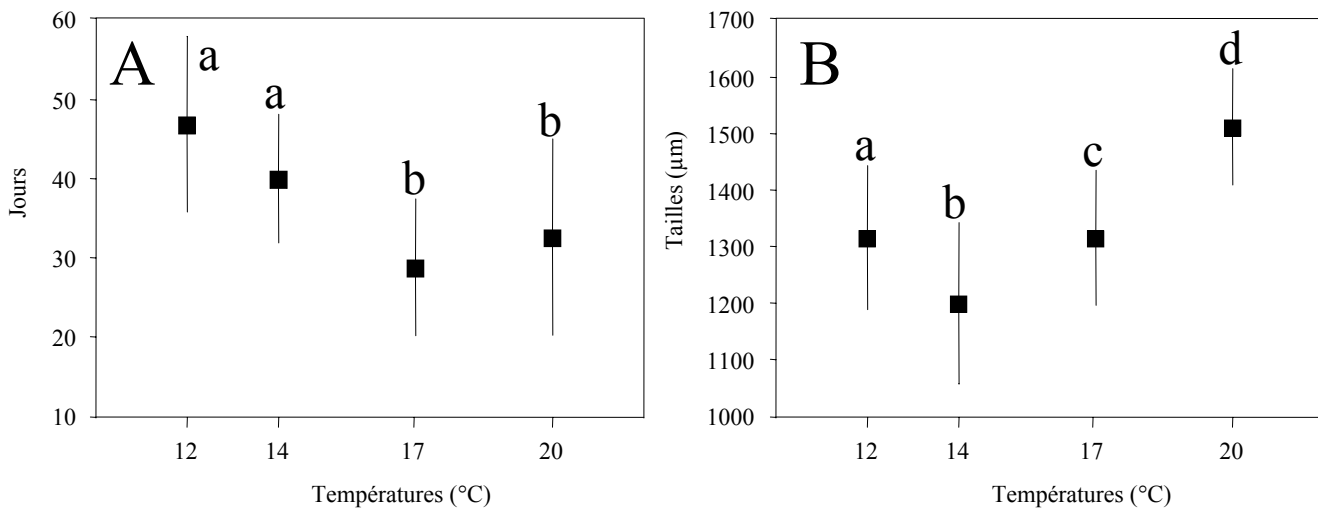 A
a
a
b
b
60
50
40
30
20
10
Jours
12 14 17 20
Températures (°C)
B
a
b
c
d
1700
1600
1500
1400
1300
1200
1100
1000
Tailles (µm)
12 14 17 20
Températures (°C)